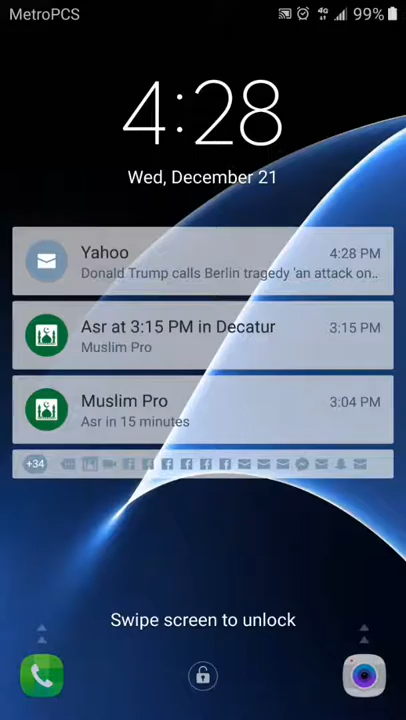 MetroPCS
4G
99%
4:28
Wed, December 21
Yahoo
4:28 PM
Donald Trump calls Berlin tragedy 'an attack on..
Asr at 3:15 PM in Decatur
3:15 PM
Muslim Pro
Muslim Pro
3:04 PM
Asr in 15 minutes
+34
Swipe screen to unlock